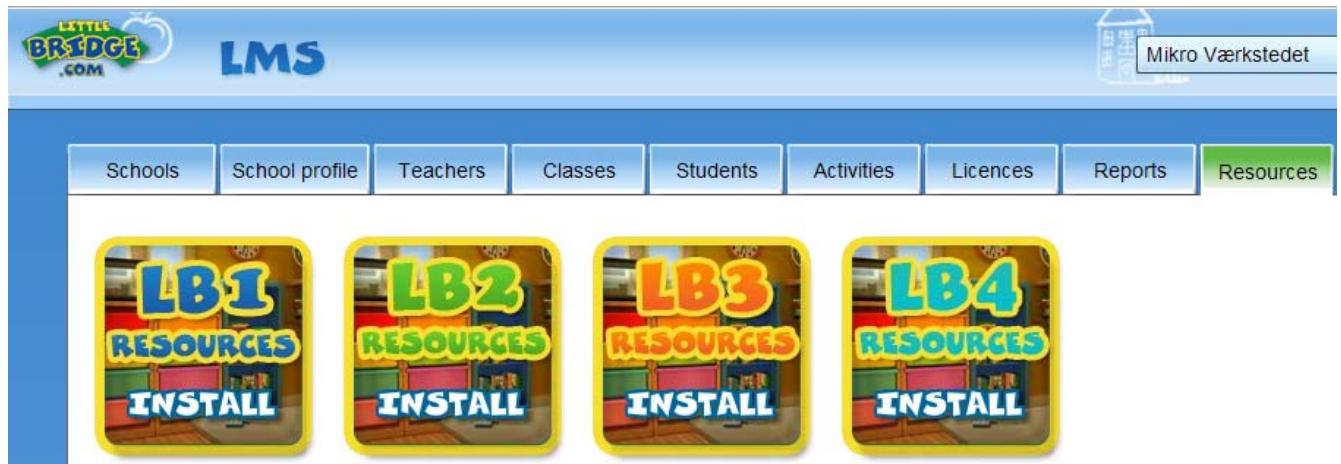 LITTLE
BRIDGE
.COM
LMS
Mikro Værkstedet
Schools School profile Teachers Classes Students Activities Licences Reports Resources
LB1 LB2 LB3 LB4
RESOURCES RESOURCES RESOURCES RESOURCES
INSTALL INSTALL INSTALL INSTALL